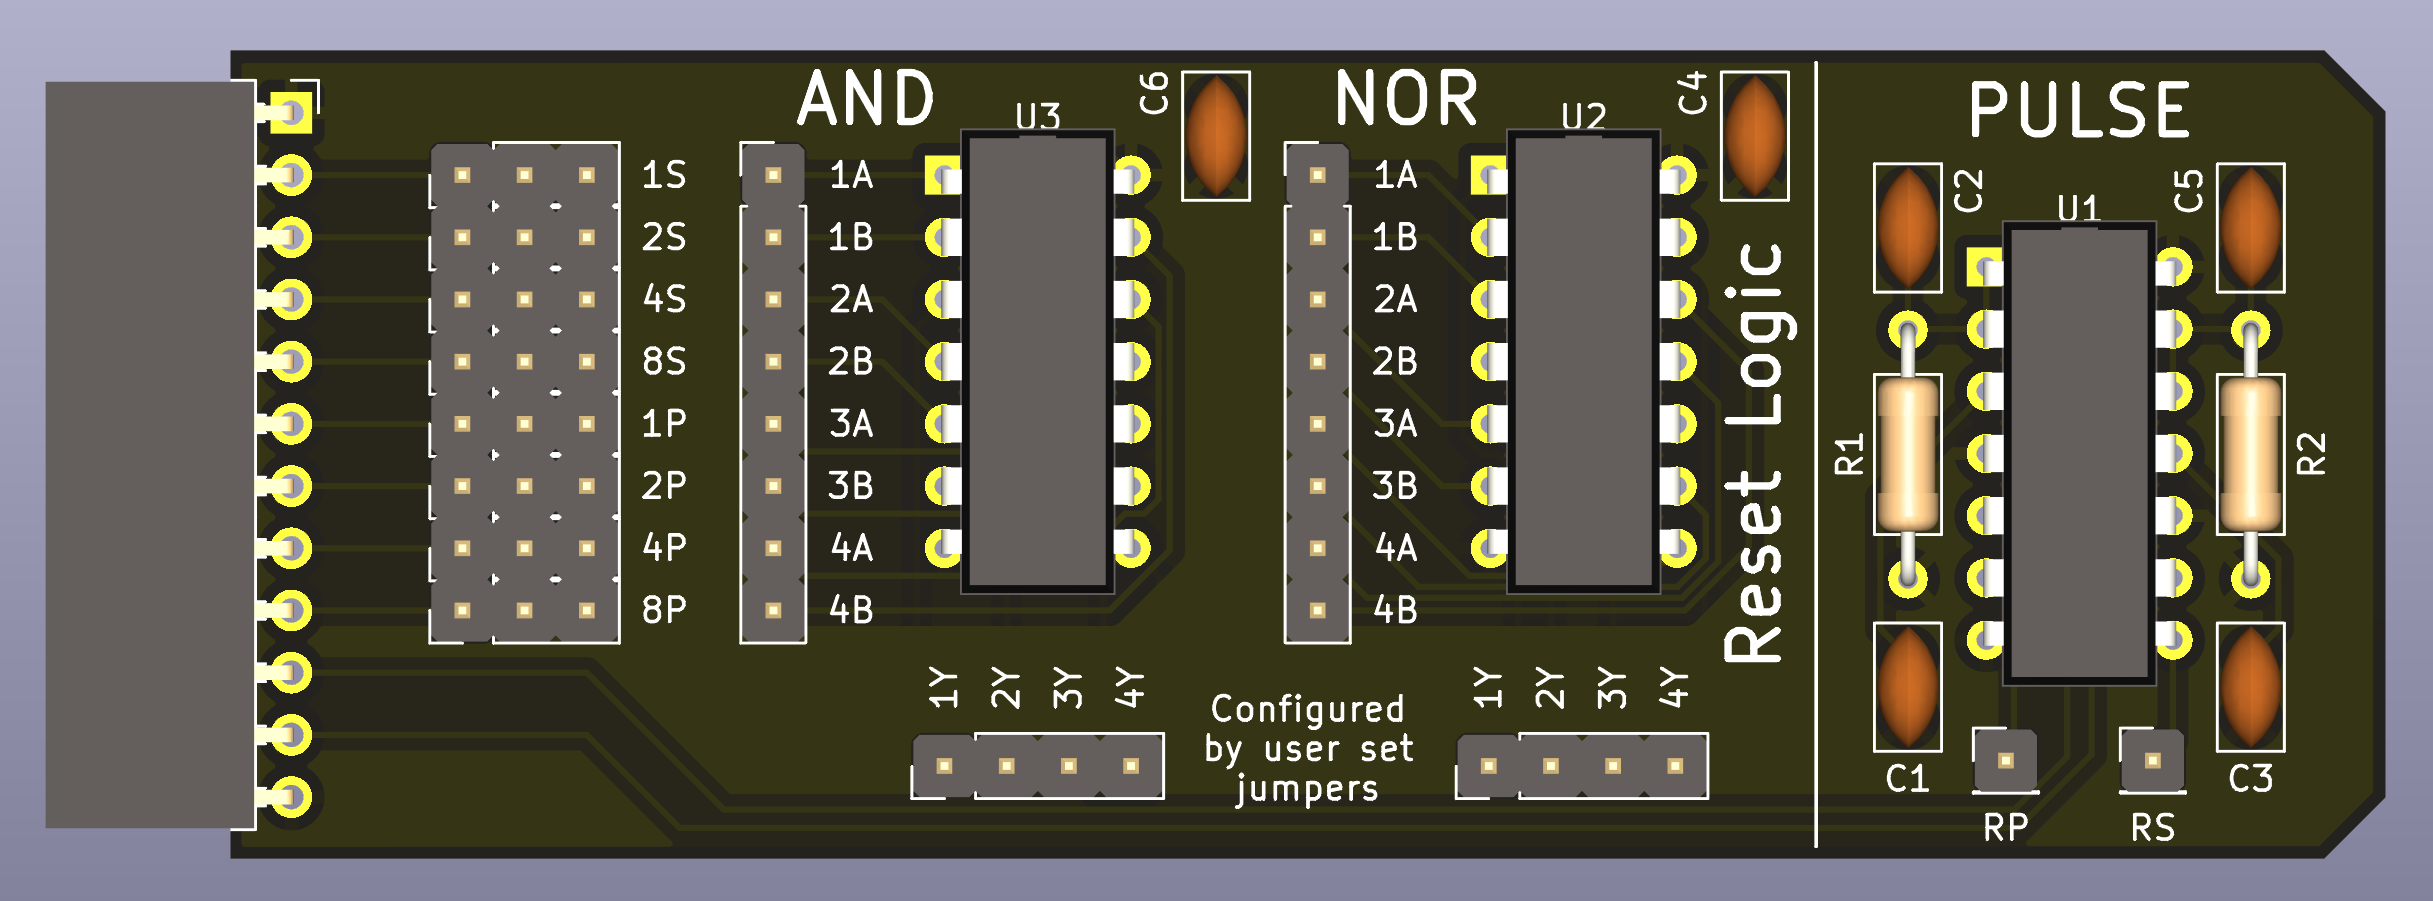 AND
NOR
PULSE
C6
C4
U3
U2
C2
C5
U1
1S
2S
4S
8S
1P
2P
4P
8P
1A
1B
2A
2B
3A
3B
4A
4B
1A
1B
2A
2B
3A
3B
4A
4B
Reset Logic
R1
R2
1Y
2Y
3Y
4Y
Configured
by user set
jumpers
1Y
2Y
3Y
4Y
C1
C3
RP
RS